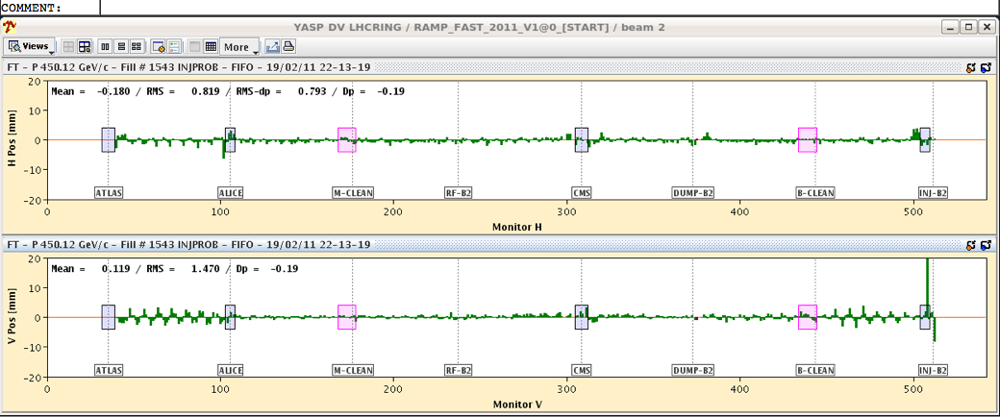 COMMENT:
YASP DV LHCRING / RAMP_FAST_2011_V1@0_[START] / beam 2
Views More
FT - P 450.12 GeV/c - Fill # 1543 INJPROB - FIFO - 19/02/11 22-13-19
Mean = -0.180 / RMS = 0.819 / RMS-dp = 0.793 / Dp = -0.19
H Pos [mm]
20
10
0
-10
-20
ATLAS ALICE M-CLEAN RF-B2 CMS DUMP-B2 B-CLEAN INJ-B2
0 100 200 300 400 500
Monitor H
FT - P 450.12 GeV/c - Fill # 1543 INJPROB - FIFO - 19/02/11 22-13-19
Mean = 0.119 / RMS = 1.470 / Dp = -0.19
V Pos [mm]
20
10
0
-10
-20
ATLAS ALICE M-CLEAN RF-B2 CMS DUMP-B2 B-CLEAN INJ-B2
0 100 200 300 400 500
Monitor V